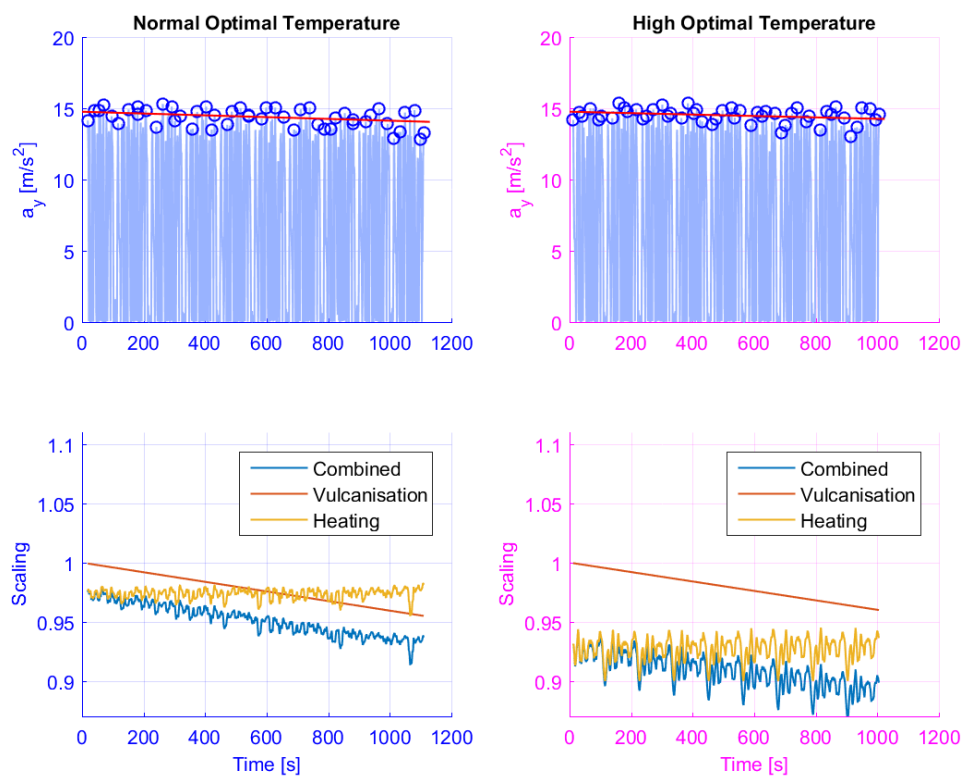 Normal Optimal Temperature
High Optimal Temperature
20
15
10
5
0
a_y [m/s²]
0 200 400 600 800 1000 1200
20
15
10
5
0
a_y [m/s²]
0 200 400 600 800 1000 1200
1.1
1.05
1
0.95
0.9
Scaling
Combined
Vulcanisation
Heating
0 200 400 600 800 1000 1200
Time [s]
1.1
1.05
1
0.95
0.9
Scaling
Combined
Vulcanisation
Heating
0 200 400 600 800 1000 1200
Time [s]